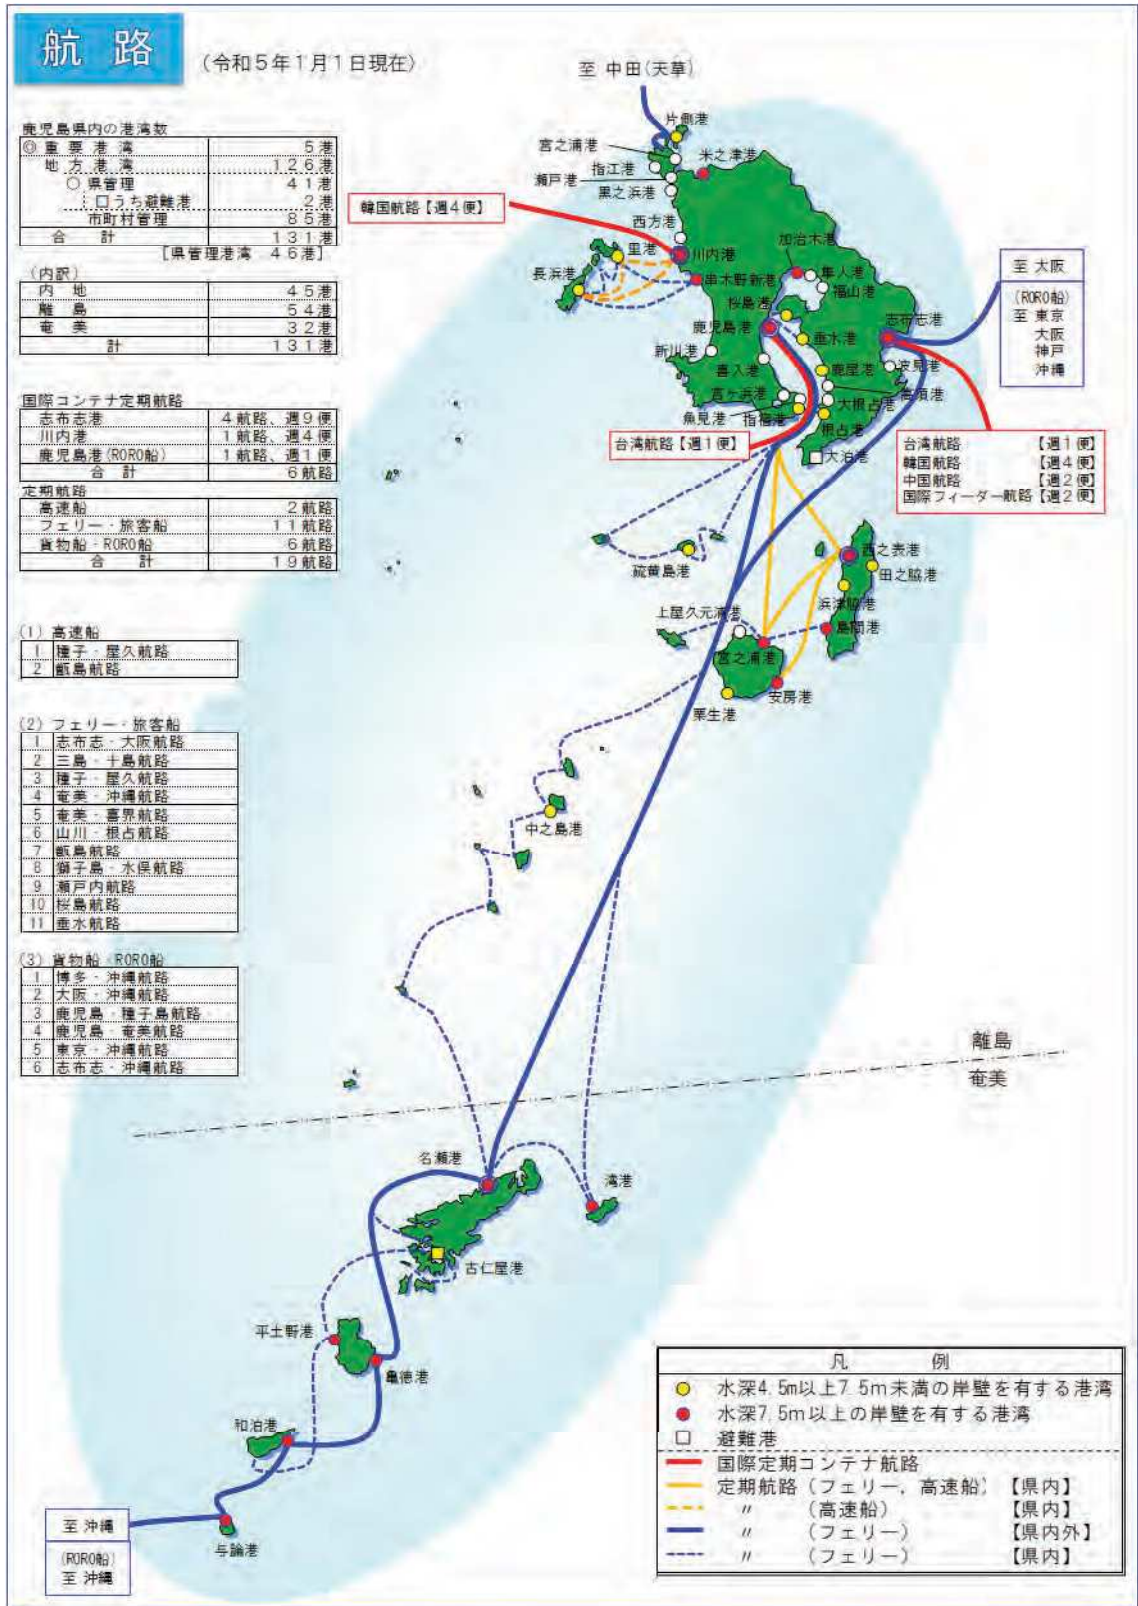 航 路
(令和5年1月1日現在)
鹿児島県内の港湾数
◎ 重要港湾 5港
地方港湾 126港
○ 県管理 41港
□うち避難港 2港
市町村管理 85港
合 計 131港
[県管理港湾 46港]
(内訳)
内 地 45港
離 島 54港
奄 美 32港
計 131港
国際コンテナ定期航路
志布志港 4航路、週9便
川内港 1航路、週4便
鹿児島港(RORO船) 1航路、週1便
合 計 6航路
定期航路
高速船 2航路
フェリー・旅客船 11航路
貨物船・RORO船 6航路
合 計 19航路
(1) 高速船
1 種子・屋久航路
2 甑島航路
(2) フェリー・旅客船
1 志布志・大阪航路
2 三島・十島航路
3 種子・屋久航路
4 奄美・沖縄航路
5 奄美・喜界航路
6 山川・根占航路
7 甑島航路
8 獅子島・水俣航路
9 瀬戸内航路
10 桜島航路
11 垂水航路
(3) 貨物船・RORO船
1 博多・沖縄航路
2 大阪・沖縄航路
3 鹿児島・種子島航路
4 鹿児島・奄美航路
5 東京・沖縄航路
6 志布志・沖縄航路
至 中田(天草)
片側港
宮之浦港
米之津港
指江港
瀬戸港
黒之浜港
韓国航路【週4便】
西方港
里港
川内港
長浜港
串木野新港
加治木港
隼人港
福山港
桜島港
鹿児島港
志布志港
垂水港
新川港
喜入港
鹿屋港
波見港
高須港
宮ヶ浜港
大根占港
魚見港
指宿港
根占港
大泊港
至 大阪
(RORO船)
至 東京
大阪
神戸
沖縄
台湾航路【週1便】
台湾航路 【週1便】
韓国航路 【週4便】
中国航路 【週2便】
国際フィーダー航路【週2便】
西之表港
田之脇港
硫黄島港
浜津脇港
上屋久元浦港
島間港
宮之浦港
安房港
栗生港
中之島港
離島
奄美
名瀬港
湾港
古仁屋港
平土野港
亀徳港
和泊港
与論港
至 沖縄
(RORO船)
至 沖縄
凡 例
水深4.5m以上7.5m未満の岸壁を有する港湾
水深7.5m以上の岸壁を有する港湾
避難港
国際定期コンテナ航路
定期航路(フェリー,高速船) 【県内】
〃 (高速船) 【県内】
〃 (フェリー) 【県内外】
〃 (フェリー) 【県内】